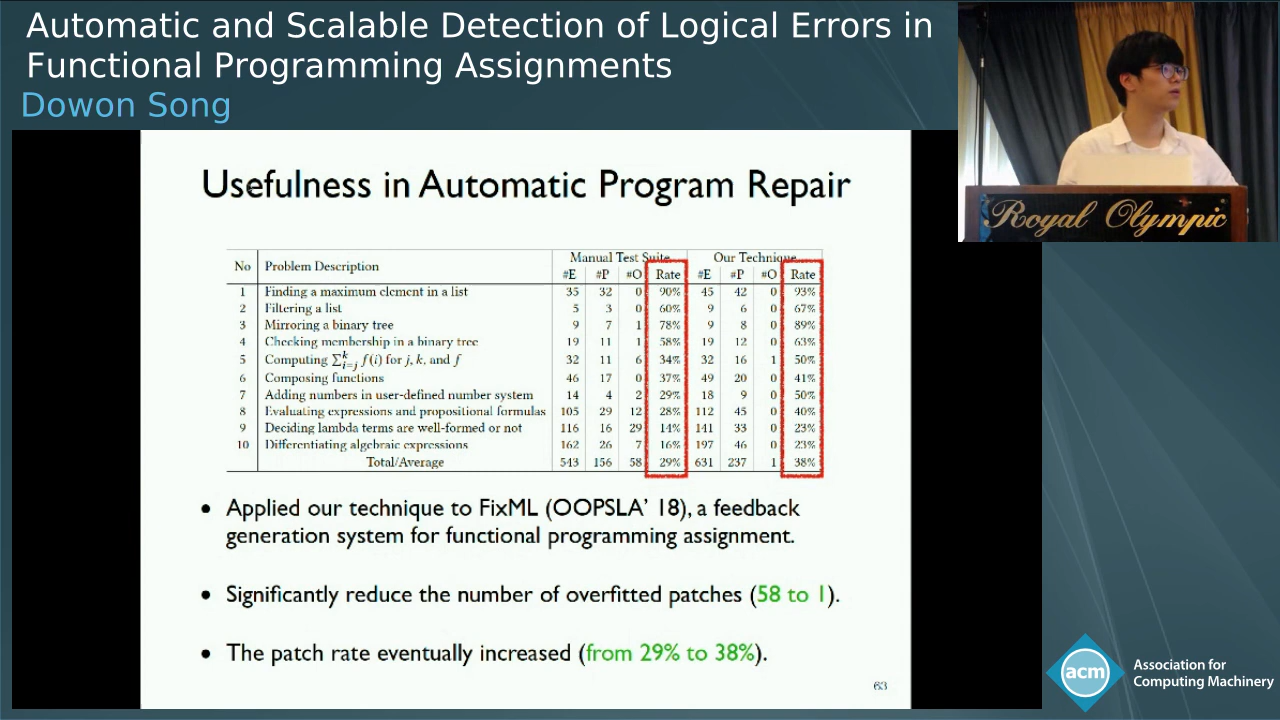 Automatic and Scalable Detection of Logical Errors in
Functional Programming Assignments
Dowon Song
Royal Olympic
Usefulness in Automatic Program Repair
No Problem Description Manual Test Suite Our Technique
#E #P #O Rate #E #P #O Rate
1 Finding a maximum element in a list 35 32 0 90% 45 42 0 93%
2 Filtering a list 5 3 0 60% 9 6 0 67%
3 Mirroring a binary tree 9 7 1 78% 9 8 0 89%
4 Checking membership in a binary tree 19 11 1 58% 19 12 0 63%
5 Computing ∑_{i=j}^{k} f(i) for j, k, and f 32 11 6 34% 32 16 1 50%
6 Composing functions 46 17 0 37% 49 20 0 41%
7 Adding numbers in user-defined number system 14 4 2 29% 18 9 0 50%
8 Evaluating expressions and propositional formulas 105 29 12 28% 112 45 0 40%
9 Deciding lambda terms are well-formed or not 116 16 29 14% 141 33 0 23%
10 Differentiating algebraic expressions 162 26 7 16% 197 46 0 23%
Total/Average 543 156 58 29% 631 237 1 38%
• Applied our technique to FixML (OOPSLA' 18), a feedback
generation system for functional programming assignment.
• Significantly reduce the number of overfitted patches (58 to 1).
• The patch rate eventually increased (from 29% to 38%).
63
acm Association for
Computing Machinery